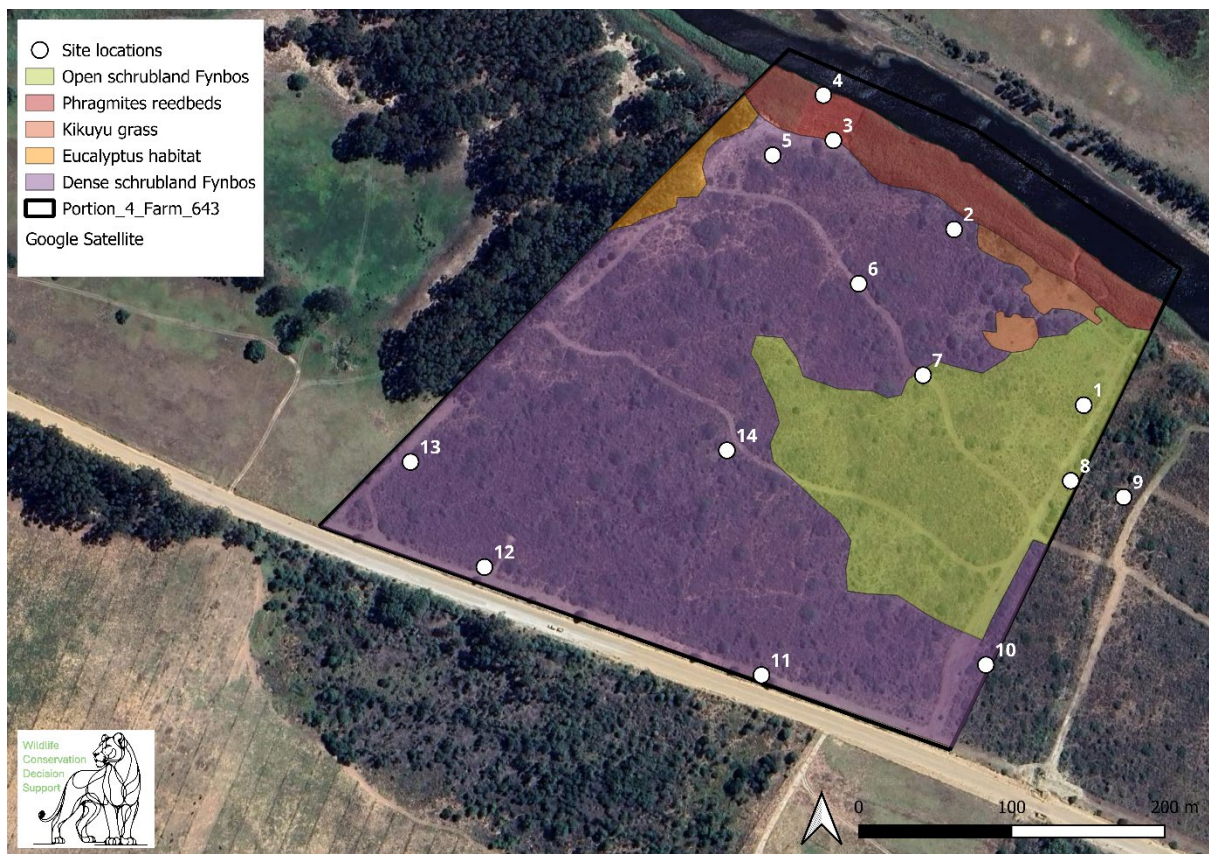 Site locations
Open schrubland Fynbos
Phragmites reedbeds
Kikuyu grass
Eucalyptus habitat
Dense schrubland Fynbos
Portion_4_Farm_643
Google Satellite
4
3
5
2
6
7
1
14
13
8
9
12
10
11
Wildlife
Conservation
Decision
Support
0 100 200 m